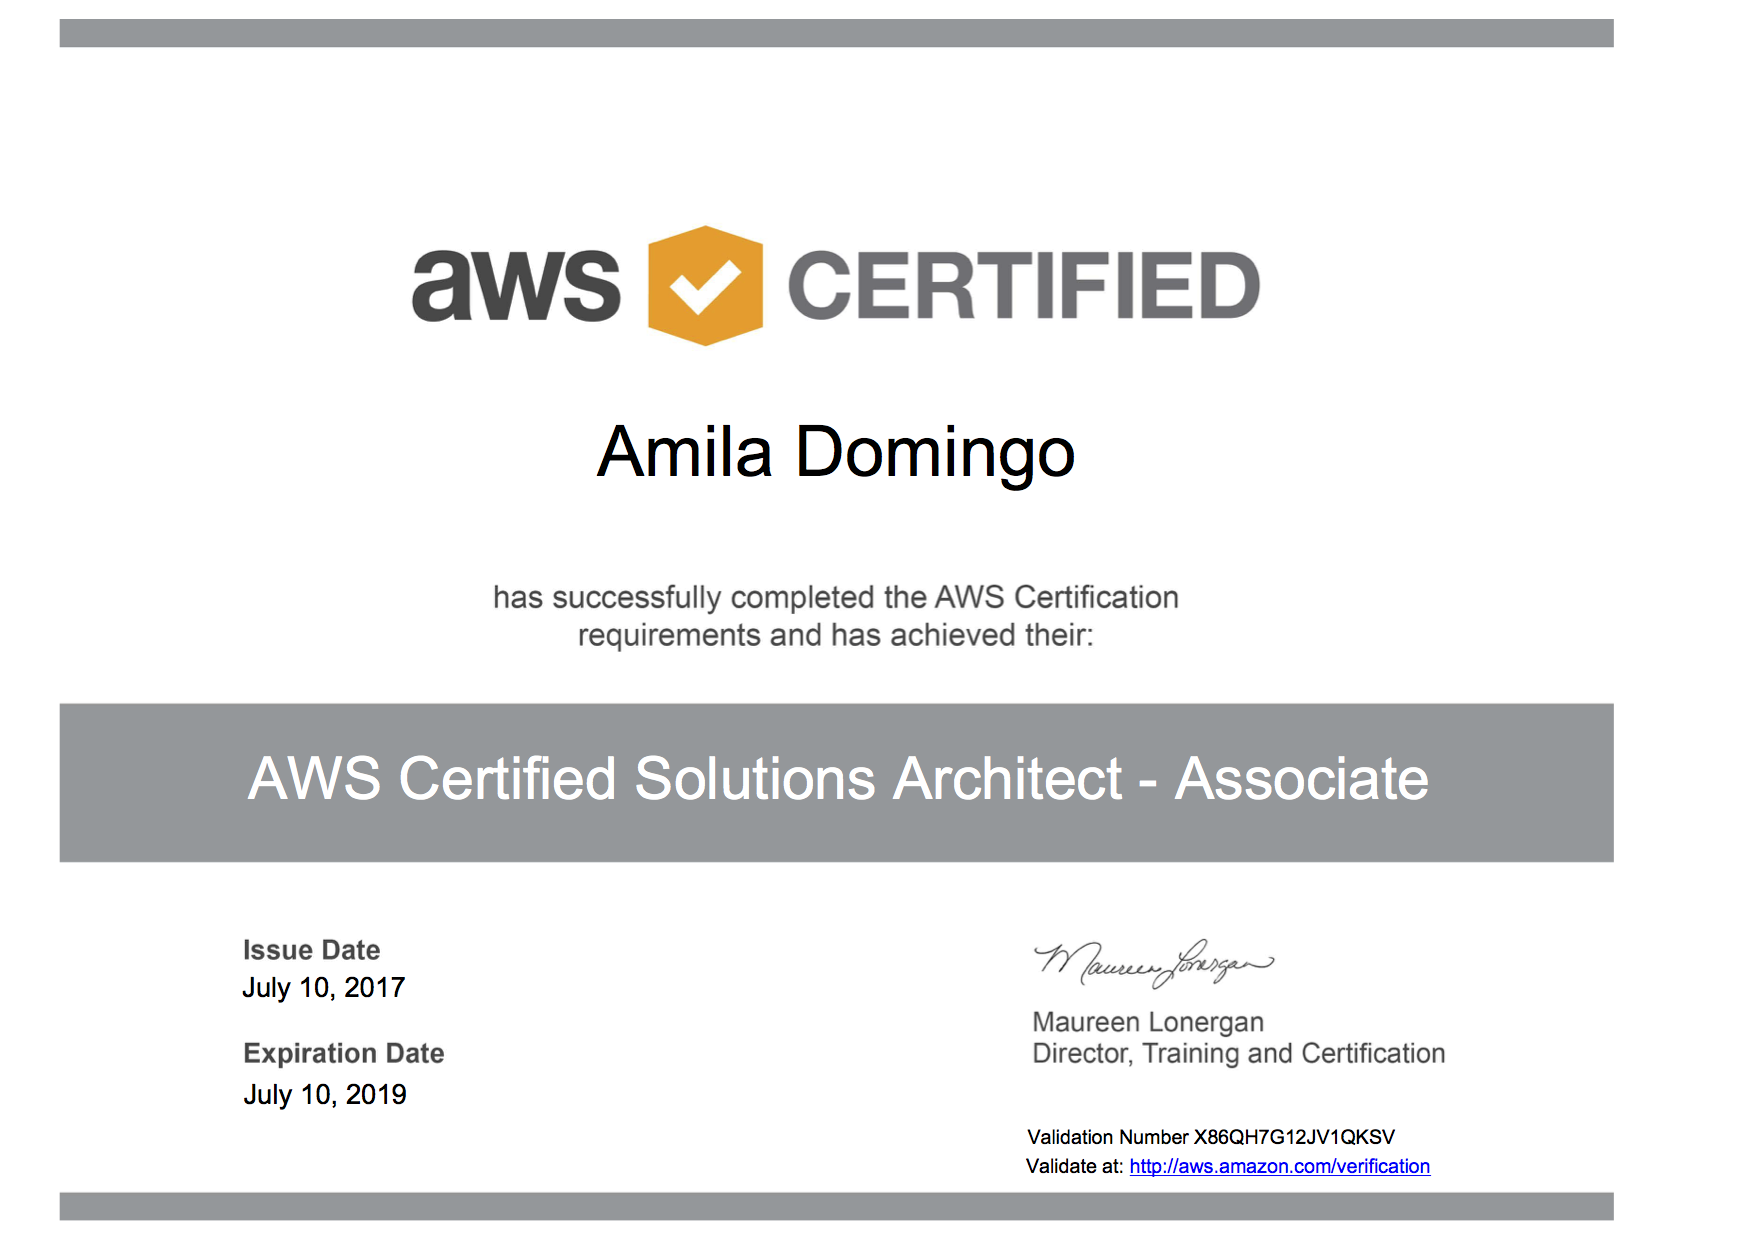 aws CERTIFIED
Amila Domingo
has successfully completed the AWS Certification
requirements and has achieved their:
AWS Certified Solutions Architect - Associate
Issue Date
July 10, 2017
Expiration Date
July 10, 2019
Maureen Lonergan
Maureen Lonergan
Director, Training and Certification
Validation Number X86QH7G12JV1QKSV
Validate at: http://aws.amazon.com/verification